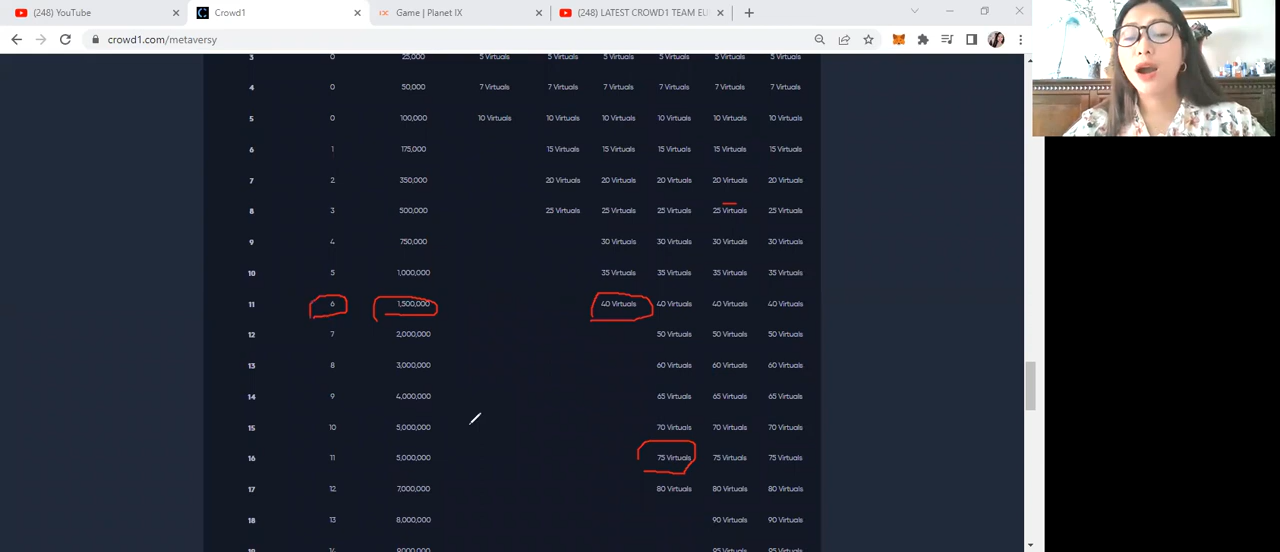 (248) YouTube
Crowd1
Game | Planet IX
(248) LATEST CROWD1 TEAM EU
crowd1.com/metaversy
3 0 25,000 5 Virtuals 5 Virtuals 5 Virtuals 5 Virtuals 5 Virtuals 5 Virtuals
4 0 50,000 7 Virtuals 7 Virtuals 7 Virtuals 7 Virtuals 7 Virtuals 7 Virtuals
5 0 100,000 10 Virtuals 10 Virtuals 10 Virtuals 10 Virtuals 10 Virtuals 10 Virtuals
6 1 175,000 15 Virtuals 15 Virtuals 15 Virtuals 15 Virtuals 15 Virtuals
7 2 350,000 20 Virtuals 20 Virtuals 20 Virtuals 20 Virtuals 20 Virtuals
8 3 500,000 25 Virtuals 25 Virtuals 25 Virtuals 25 Virtuals 25 Virtuals
9 4 750,000 30 Virtuals 30 Virtuals 30 Virtuals 30 Virtuals
10 5 1,000,000 35 Virtuals 35 Virtuals 35 Virtuals 35 Virtuals
11 6 1,500,000 40 Virtuals 40 Virtuals 40 Virtuals 40 Virtuals
12 7 2,000,000 50 Virtuals 50 Virtuals 50 Virtuals
13 8 3,000,000 60 Virtuals 60 Virtuals 60 Virtuals
14 9 4,000,000 65 Virtuals 65 Virtuals 65 Virtuals
15 10 5,000,000 70 Virtuals 70 Virtuals 70 Virtuals
16 11 5,000,000 75 Virtuals 75 Virtuals 75 Virtuals
17 12 7,000,000 80 Virtuals 80 Virtuals 80 Virtuals
18 13 8,000,000 90 Virtuals 90 Virtuals
19 14 9,000,000 95 Virtuals 95 Virtuals